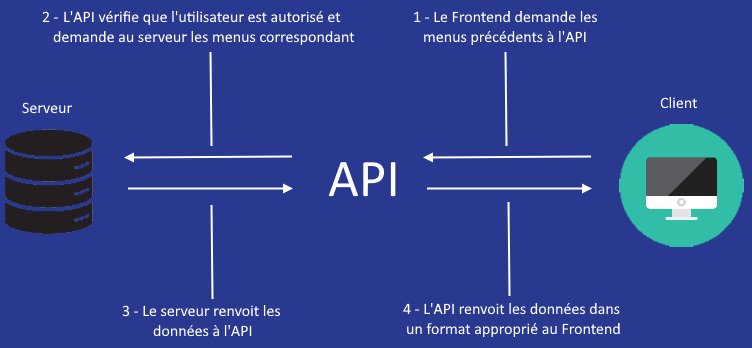 2 - L'API vérifie que l'utilisateur est autorisé et
demande au serveur les menus correspondant
1 - Le Frontend demande les
menus précédents à l'API
Serveur
Client
API
3 - Le serveur renvoit les
données à l'API
4 - L'API renvoit les données dans
un format approprié au Frontend